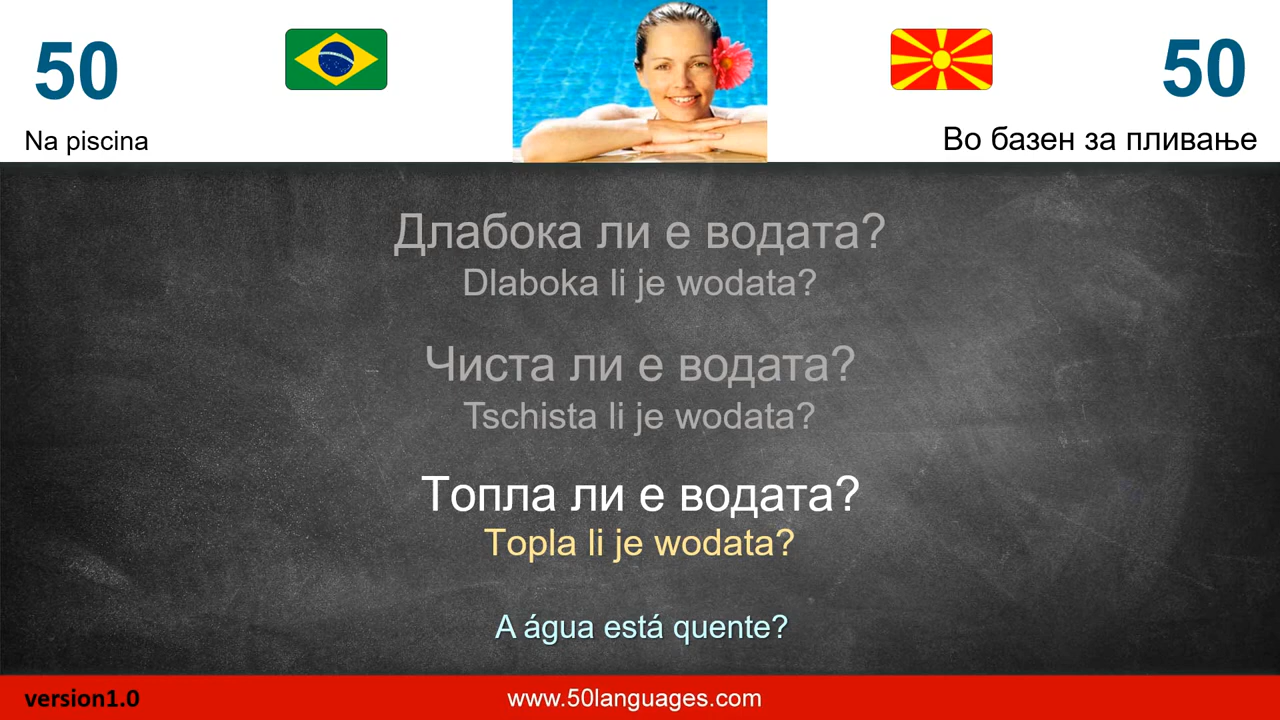 50
50
Na piscina
Во базен за пливање
Длабока ли е водата?
Dlaboka li je wodata?
Чиста ли е водата?
Tschista li je wodata?
Топла ли е водата?
Topla li je wodata?
A água está quente?
version1.0
www.50languages.com